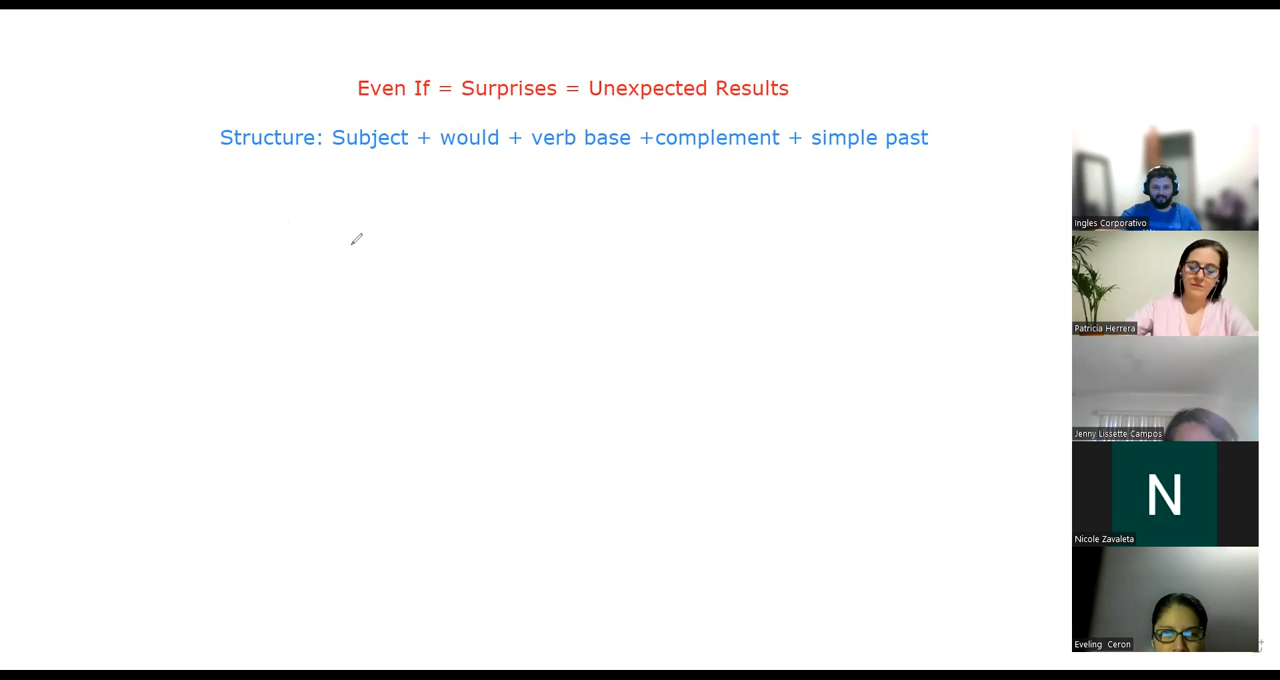 Even If = Surprises = Unexpected Results
Structure: Subject + would + verb base +complement + simple past
Ingles Corporativo
Patricia Herrera
Jenny Lissette Campos
N
Nicole Zavaleta
Eveling Ceron